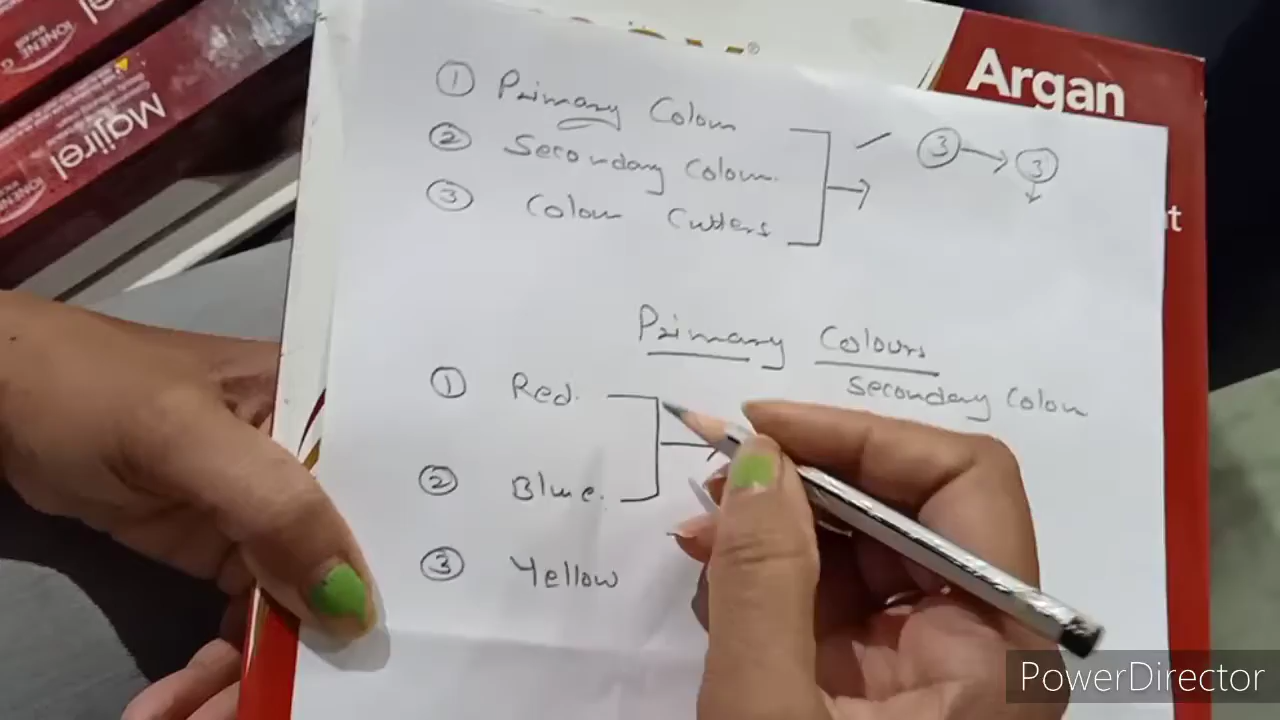 Argan
IONENE G
Majirel
① Primary Colour
② Secondary Colour.
③ Colour Cutters
③ → ③
Primary Colours
Secondary Colour
① Red.
② Blue.
③ Yellow
PowerDirector